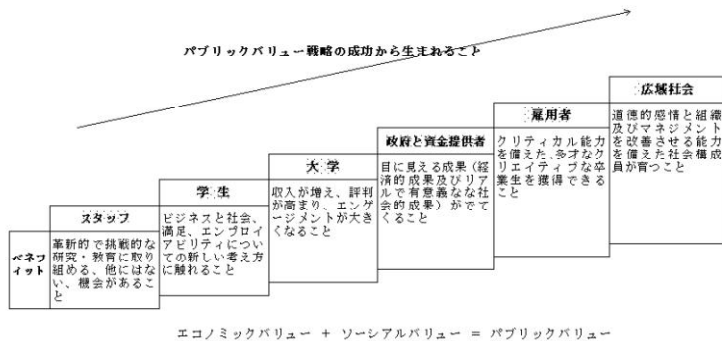 パブリックバリュー戦略の成功から生まれること
ベネフ
ィット
スタッフ
革新的で挑戦的な
研究・教育に取り
組める、他にはな
い、機会があるこ
と
学生
ビジネスと社会、
満足、エンプロイ
アビリティについ
ての新しい考え方
に触れること
大学
収入が増え、評判
が高まり、エンゲ
ージメントが大き
くなること
政府と資金提供者
目に見える成果（経
済的成果及びリア
ルで有意義なな社
会的成果）がでて
くること
雇用者
クリティカル能力
を備えた、多才なク
リエイティブな卒
業生を獲得できる
こと
広域社会
道徳的感情と組織
及びマネジメント
を改善させる能力
を備えた社会構成
員が育つこと
エコノミックバリュー + ソーシアルバリュー = パブリックバリュー